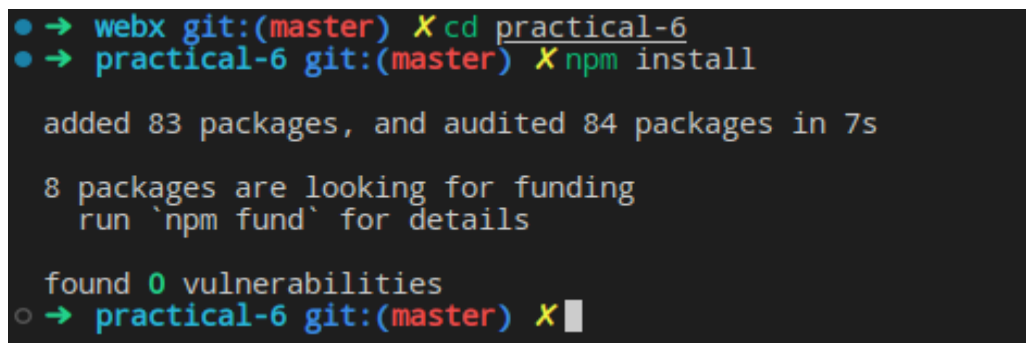 ➜ webx git:(master) ✗ cd practical-6
➜ practical-6 git:(master) ✗ npm install
added 83 packages, and audited 84 packages in 7s
8 packages are looking for funding
run `npm fund` for details
found 0 vulnerabilities
➜ practical-6 git:(master) ✗